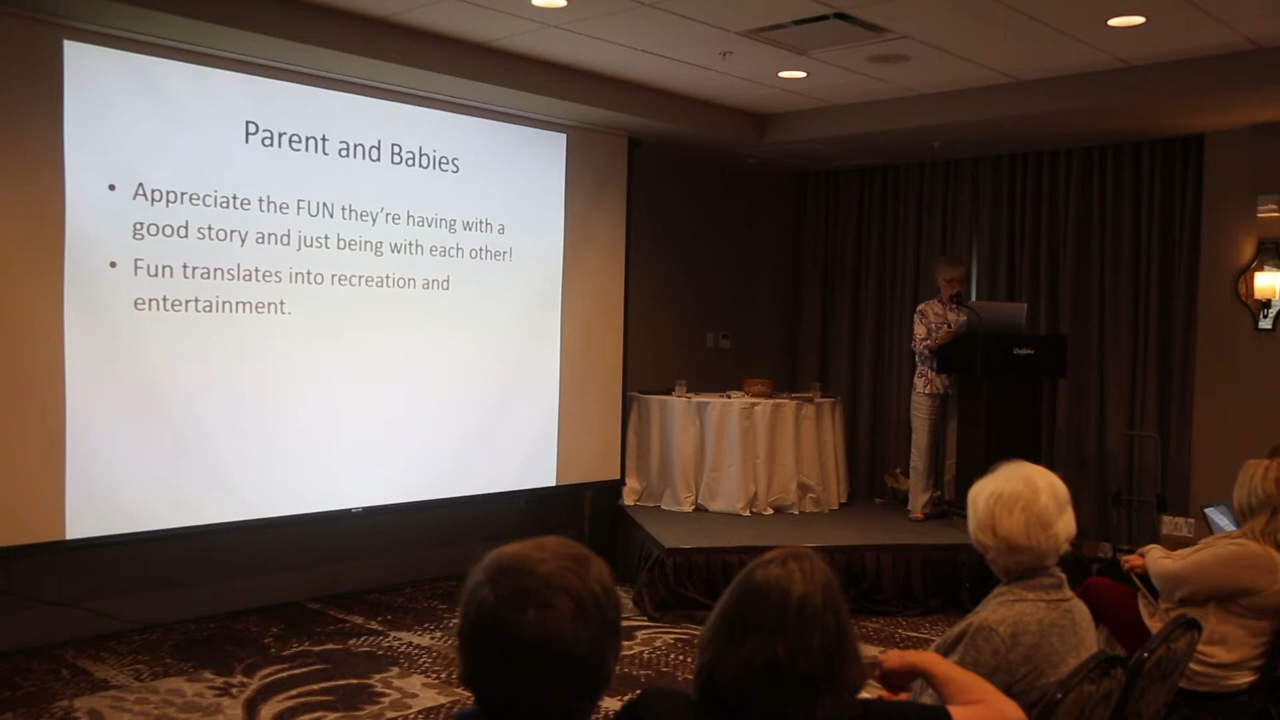 Parent and Babies
• Appreciate the FUN they're having with a
good story and just being with each other!
• Fun translates into recreation and
entertainment.